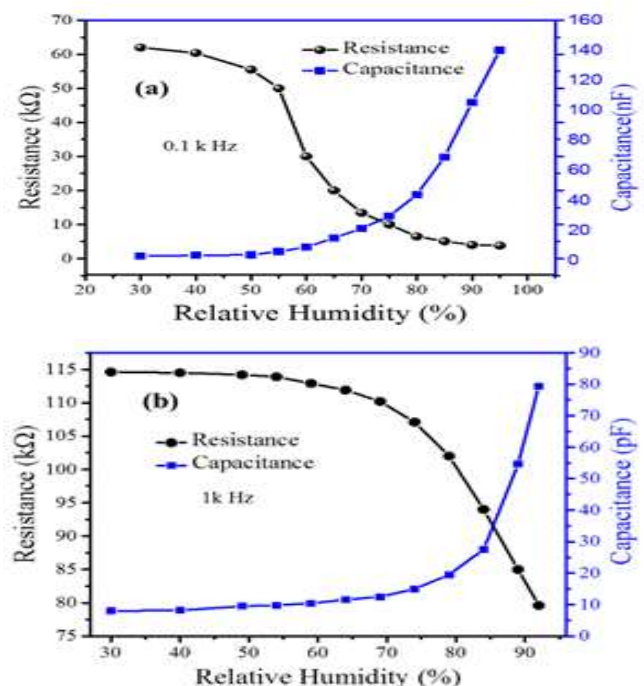 70
60
50
40
30
20
10
0
Resistance (kΩ)
(a)
0.1 k Hz
Resistance
Capacitance
160
140
120
100
80
60
40
20
0
Capacitance(nF)
20 30 40 50 60 70 80 90 100
Relative Humidity (%)
115
110
105
100
95
90
85
80
75
Resistance (kΩ)
(b)
Resistance
Capacitance
1k Hz
90
80
70
60
50
40
30
20
10
0
Capacitance (pF)
30 40 50 60 70 80 90
Relative Humidity (%)